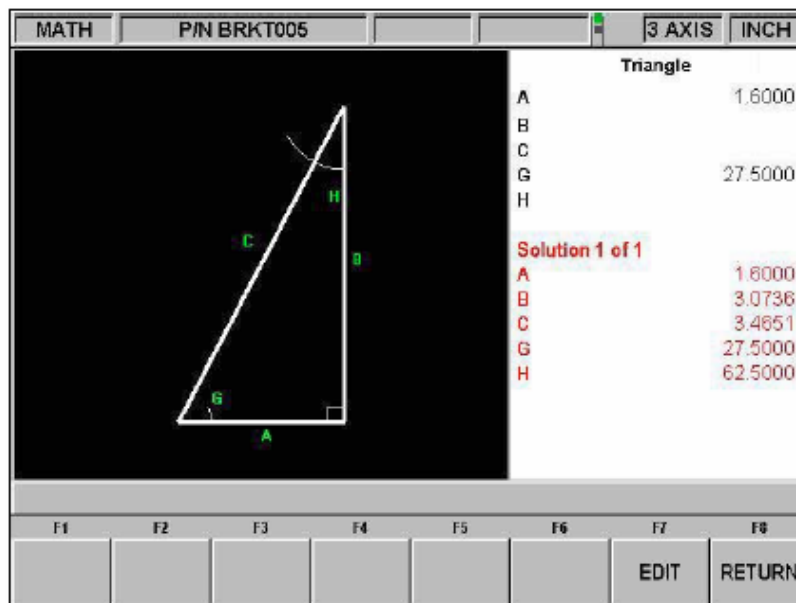 MATH P/N BRKT005 3 AXIS INCH
Triangle
A 1.6000
B
C
G 27.5000
H
Solution 1 of 1
A 1.6000
B 3.0736
C 3.4651
G 27.5000
H 62.5000
H
C
B
G
A
F1 F2 F3 F4 F5 F6 F7 F8
EDIT RETURN